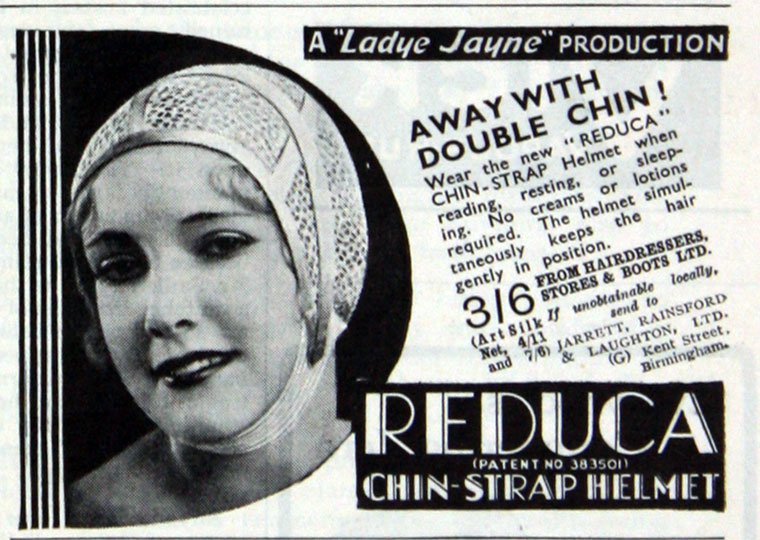 A "Ladye Jayne" PRODUCTION
AWAY WITH
DOUBLE CHIN!
Wear the new "REDUCA"
CHIN-STRAP Helmet when
reading, resting, or sleep-
ing. No creams or lotions
required. The helmet simul-
taneously keeps the hair
gently in position.
3/6 FROM HAIRDRESSERS,
STORES & BOOTS LTD.
(Art Silk If unobtainable locally,
Net, 4/11 send to
and 7/6) JARRETT, RAINSFORD
& LAUGHTON, LTD.
(G) Kent Street,
Birmingham.
REDUCA
(PATENT NO 383501)
CHIN-STRAP HELMET